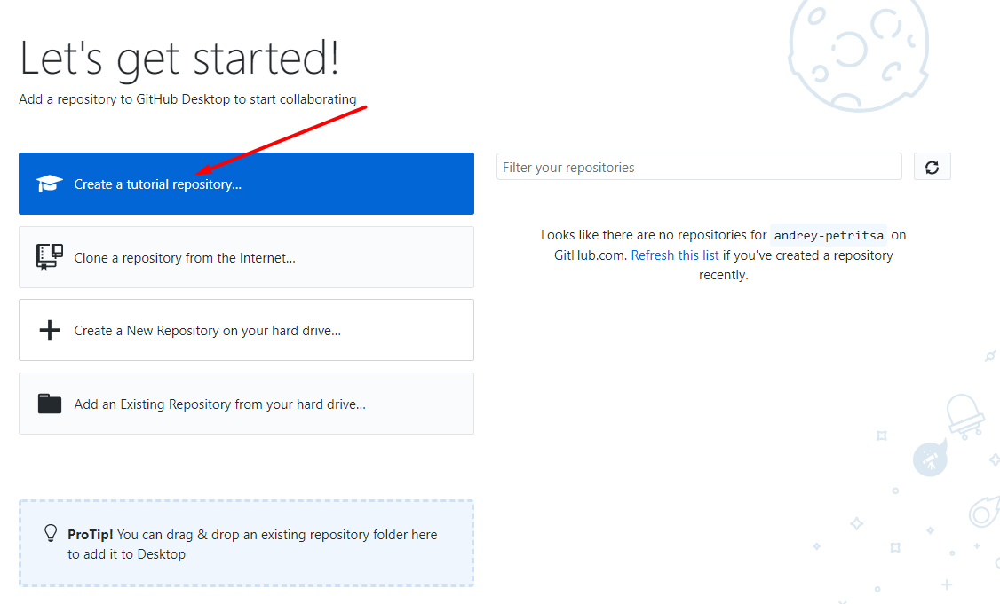 Let's get started!
Add a repository to GitHub Desktop to start collaborating
Create a tutorial repository...
Clone a repository from the Internet...
Create a New Repository on your hard drive...
Add an Existing Repository from your hard drive...
ProTip! You can drag & drop an existing repository folder here
to add it to Desktop
Filter your repositories
Looks like there are no repositories for andrey-petritsa on
GitHub.com. Refresh this list if you've created a repository
recently.